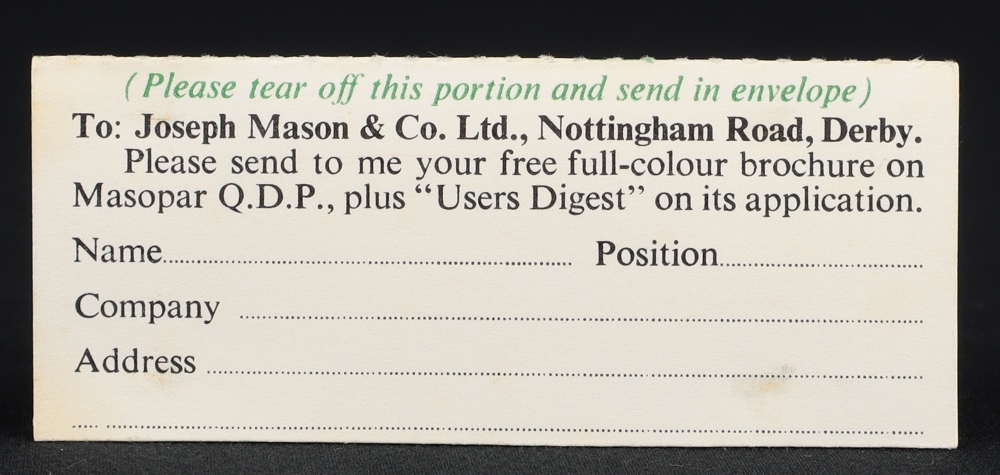 (Please tear off this portion and send in envelope)
To: Joseph Mason & Co. Ltd., Nottingham Road, Derby.
Please send to me your free full-colour brochure on
Masopar Q.D.P., plus “Users Digest” on its application.
Name........................................ Position....................
Company ........................................
Address ........................................
........................................